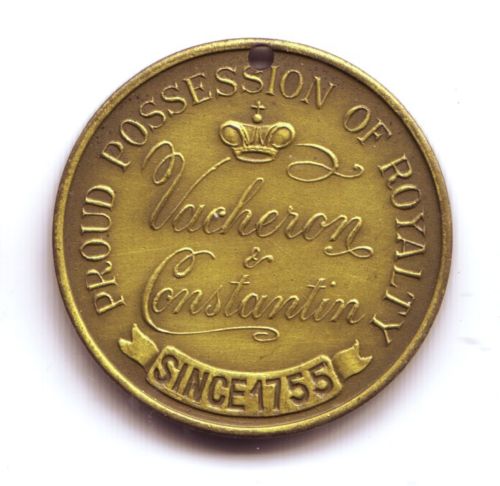 PROUD POSSESSION OF ROYALTY
Vacheron
&
Constantin
SINCE 1755